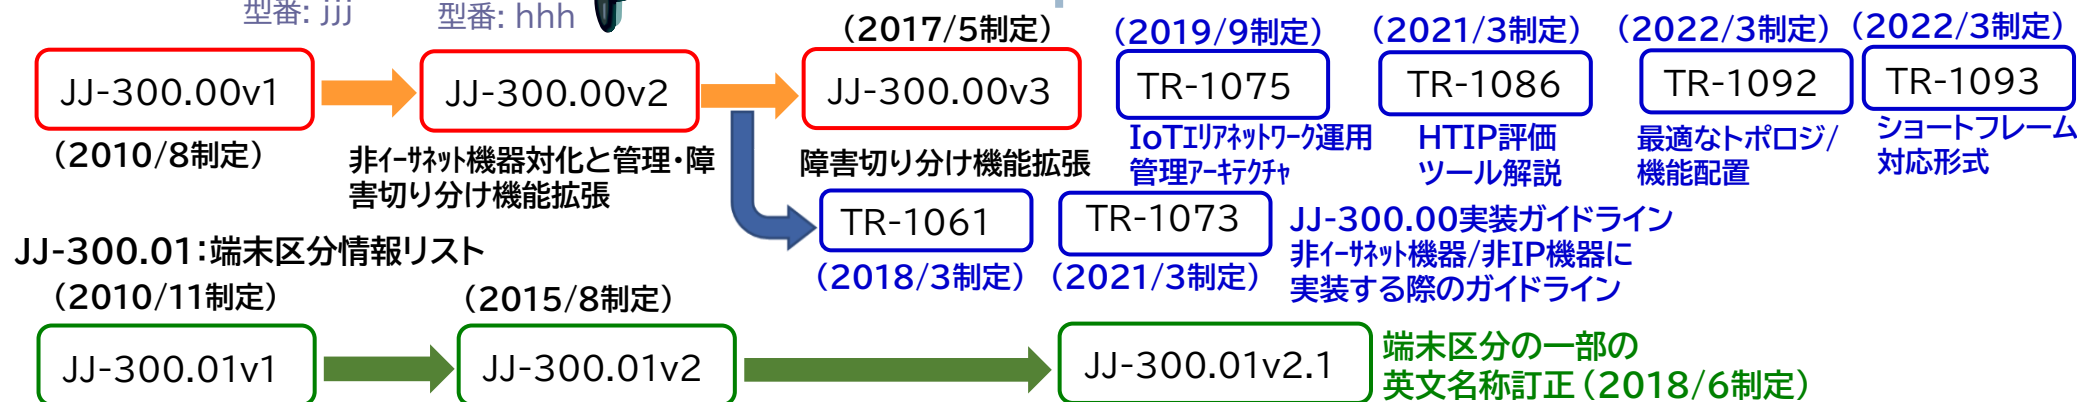 型番: jjj
型番: hhh
(2017/5制定)
(2019/9制定)
(2021/3制定)
(2022/3制定)
(2022/3制定)
JJ-300.00v1
JJ-300.00v2
JJ-300.00v3
TR-1075
TR-1086
TR-1092
TR-1093
(2010/8制定)
非イーサネット機器対化と管理・障
害切り分け機能拡張
障害切り分け機能拡張
IoTエリアネットワーク運用
管理アーキテクチャ
HTIP評価
ツール解説
最適なトポロジ/
機能配置
ショートフレーム
対応形式
TR-1061
TR-1073
JJ-300.00実装ガイドライン
非イーサネット機器/非IP機器に
実装する際のガイドライン
(2018/3制定)
(2021/3制定)
JJ-300.01:端末区分情報リスト
(2010/11制定)
(2015/8制定)
JJ-300.01v1
JJ-300.01v2
JJ-300.01v2.1
端末区分の一部の
英文名称訂正(2018/6制定)